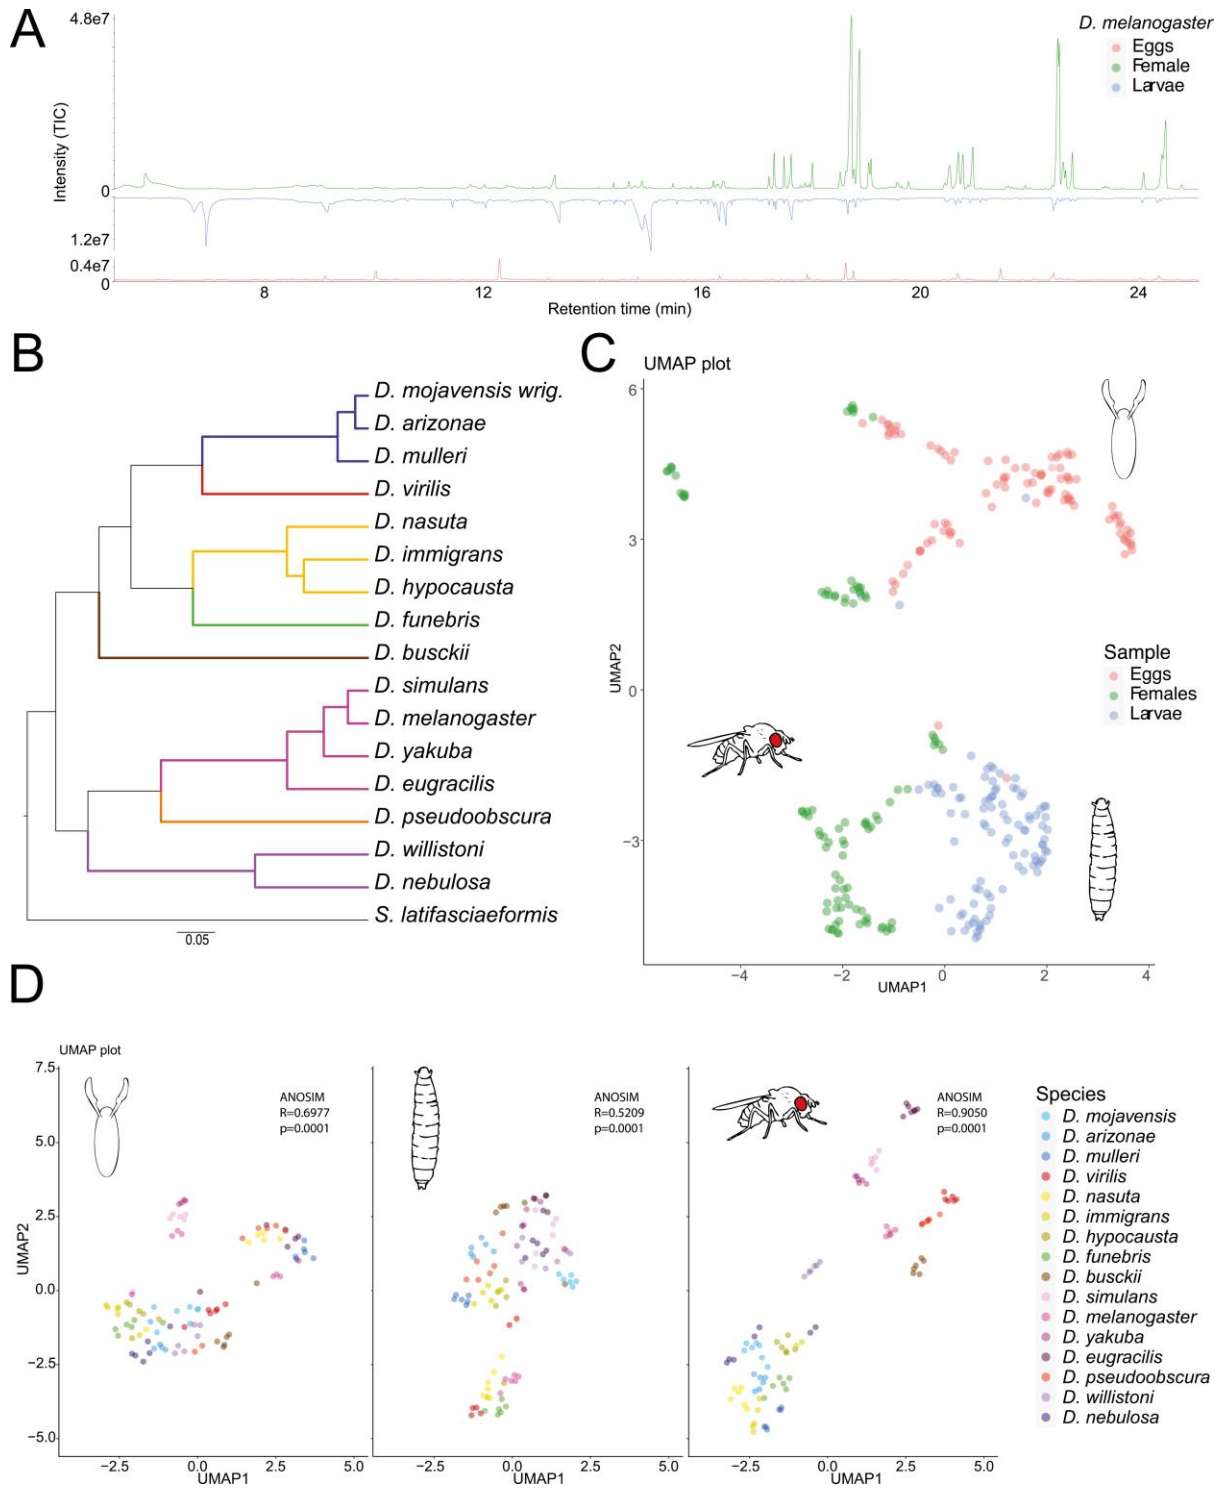 A
4.8e7
0
Intensity (TIC)
1.2e7
0.4e7
0
8
12
16
20
24
Retention time (min)
D. melanogaster
Eggs
Female
Larvae
B
D. mojavensis wrig.
D. arizonae
D. mulleri
D. virilis
D. nasuta
D. immigrans
D. hypocausta
D. funebris
D. busckii
D. simulans
D. melanogaster
D. yakuba
D. eugracilis
D. pseudoobscura
D. willistoni
D. nebulosa
S. latifasciaeformis
0.05
C
UMAP plot
6
3
0
−3
UMAP2
−4
−2
0
2
4
UMAP1
Sample
Eggs
Females
Larvae
D
UMAP plot
7.5
5.0
2.5
0.0
−2.5
−5.0
UMAP2
ANOSIM
R=0.6977
p=0.0001
−2.5
0.0
2.5
5.0
UMAP1
ANOSIM
R=0.5209
p=0.0001
−2.5
0.0
2.5
5.0
UMAP1
ANOSIM
R=0.9050
p=0.0001
−2.5
0.0
2.5
5.0
UMAP1
Species
D. mojavensis
D. arizonae
D. mulleri
D. virilis
D. nasuta
D. immigrans
D. hypocausta
D. funebris
D. busckii
D. simulans
D. melanogaster
D. yakuba
D. eugracilis
D. pseudoobscura
D. willistoni
D. nebulosa